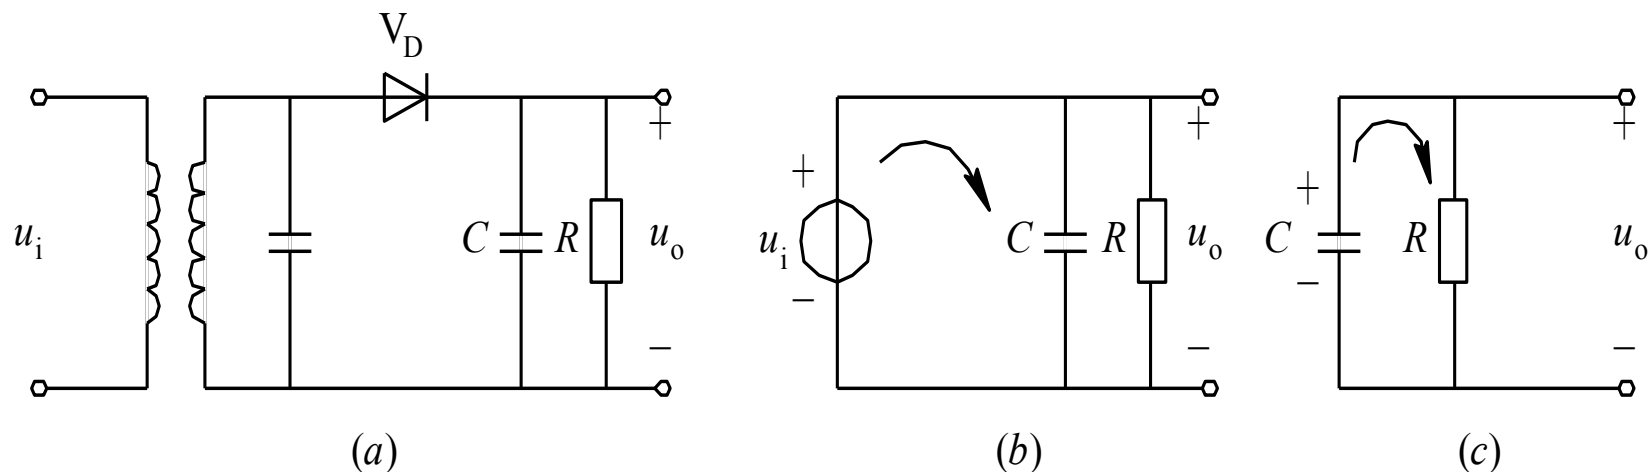 V_D
u_i
C
R
+
u_o
−
(a)
+
u_i
−
C
R
+
u_o
−
(b)
+
C
−
R
+
u_o
−
(c)